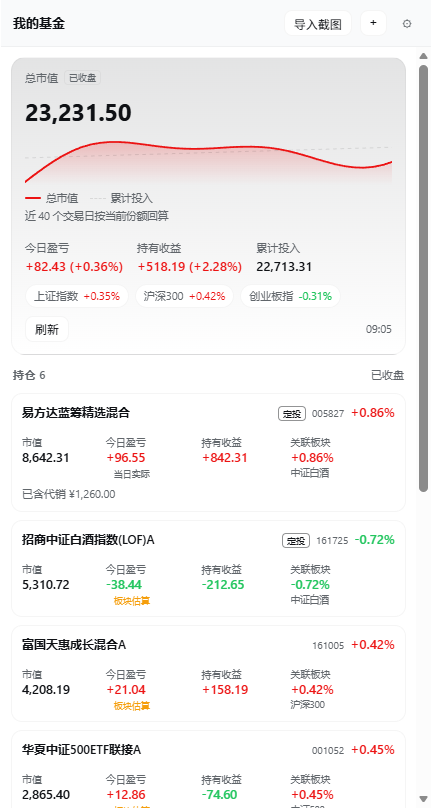 我的基金
导入截图
+
总市值 已收盘
23,231.50
总市值 累计投入
近 40 个交易日按当前份额回算
今日盈亏 持有收益 累计投入
+82.43 (+0.36%) +518.19 (+2.28%) 22,713.31
上证指数 +0.35% 沪深300 +0.42% 创业板指 -0.31%
刷新 09:05
持仓 6 已收盘
易方达蓝筹精选混合 定投 005827 +0.86%
市值 今日盈亏 持有收益 关联板块
8,642.31 +96.55 +842.31 +0.86%
当日实际 中证白酒
已含代销 ¥1,260.00
招商中证白酒指数(LOF)A 定投 161725 -0.72%
市值 今日盈亏 持有收益 关联板块
5,310.72 -38.44 -212.65 -0.72%
板块估算 中证白酒
富国天惠成长混合A 161005 +0.42%
市值 今日盈亏 持有收益 关联板块
4,208.19 +21.04 +158.19 +0.42%
板块估算 沪深300
华夏中证500ETF联接A 001052 +0.45%
市值 今日盈亏 持有收益 关联板块
2,865.40 +12.86 -74.60 +0.45%